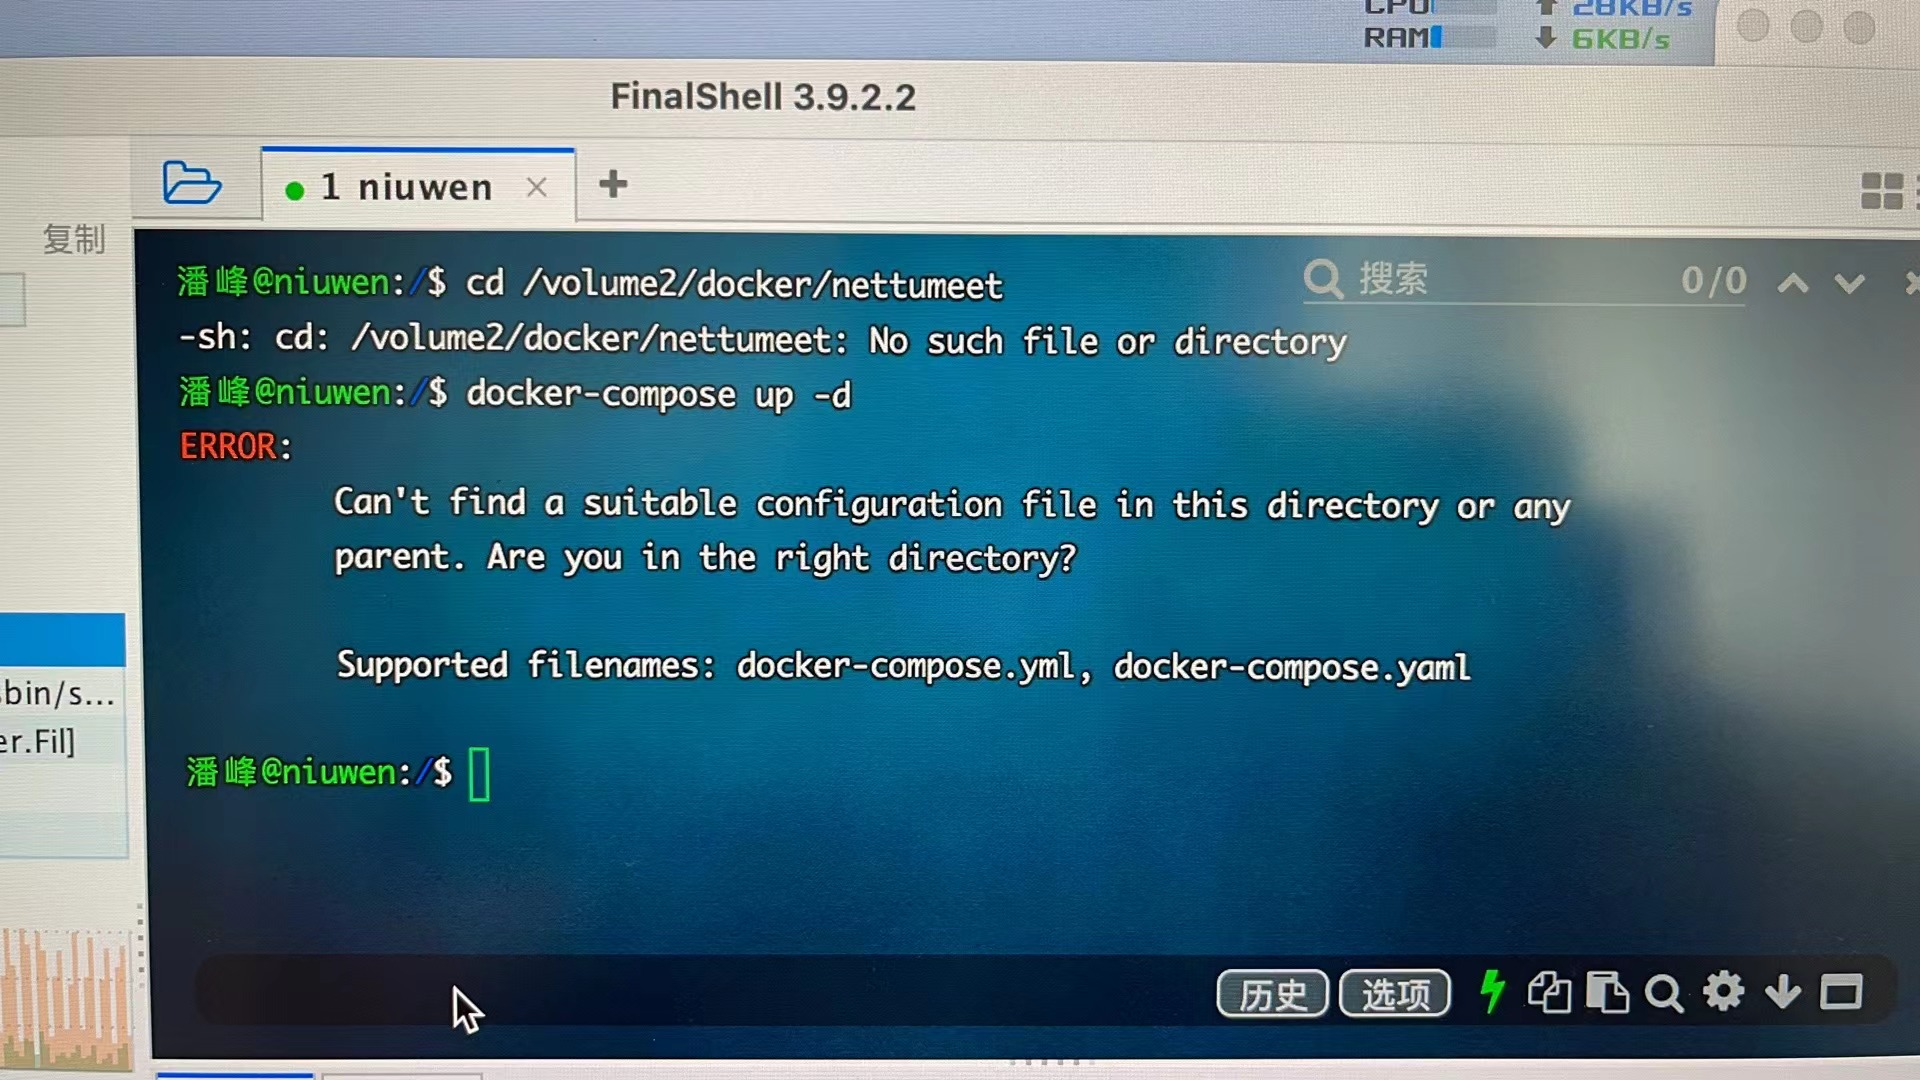 CPU 28KB/s
RAM 6KB/s
FinalShell 3.9.2.2
1 niuwen
复制
潘峰@niuwen:/$ cd /volume2/docker/nettumeet
搜索 0/0
-sh: cd: /volume2/docker/nettumeet: No such file or directory
潘峰@niuwen:/$ docker-compose up -d
ERROR:
Can't find a suitable configuration file in this directory or any
parent. Are you in the right directory?
Supported filenames: docker-compose.yml, docker-compose.yaml
bin/s...
er.Fil]
潘峰@niuwen:/$
历史 选项